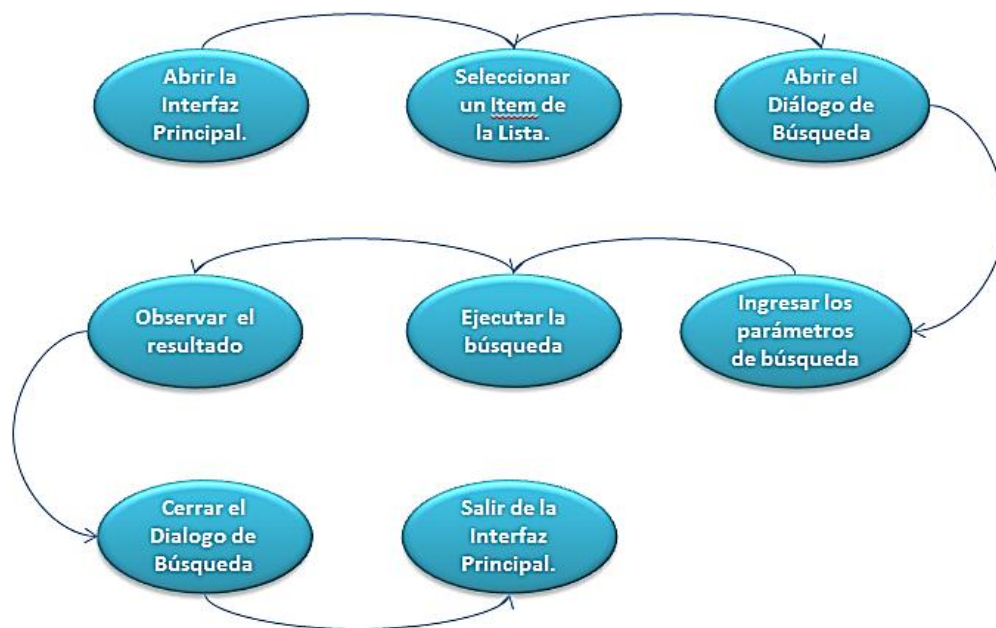 Abrir la
Interfaz
Principal.
Seleccionar
un Item de
la Lista.
Abrir el
Diálogo de
Búsqueda
Ingresar los
parámetros
de búsqueda
Ejecutar la
búsqueda
Observar el
resultado
Cerrar el
Dialogo de
Búsqueda
Salir de la
Interfaz
Principal.